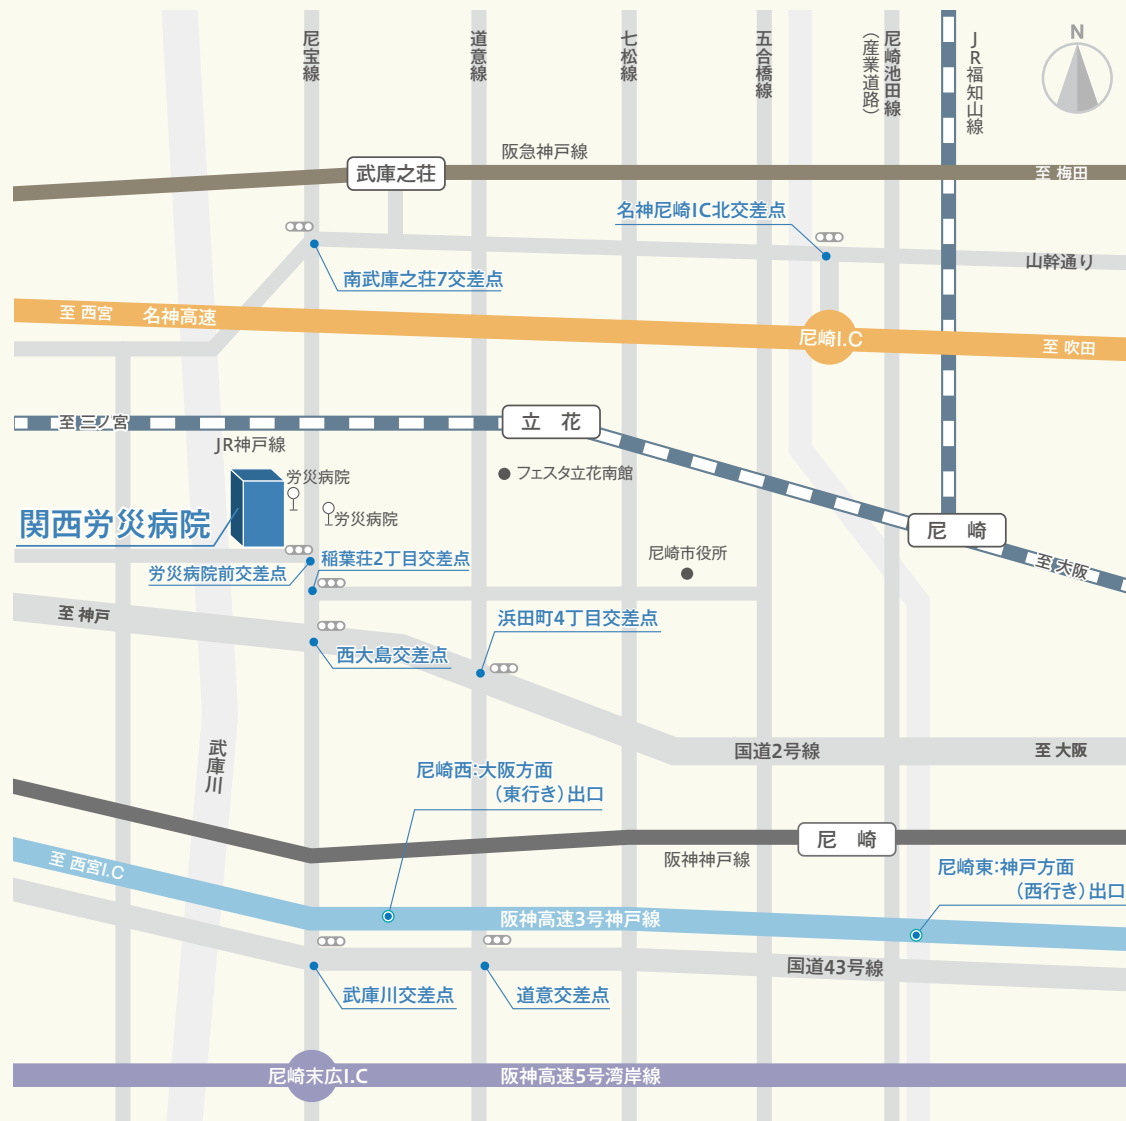 尼宝線
道意線
七松線
五合橋線
尼崎池田線
（産業道路）
JR福知山線
N
阪急神戸線
武庫之荘
至 梅田
名神尼崎IC北交差点
山幹通り
南武庫之荘7交差点
至 西宮
名神高速
尼崎I.C
至 吹田
至 三ノ宮
立 花
JR神戸線
フェスタ立花南館
労災病院
労災病院
関西労災病院
尼崎
至 大阪
稲葉荘2丁目交差点
尼崎市役所
労災病院前交差点
至 神戸
浜田町4丁目交差点
西大島交差点
武庫川
国道2号線
至 大阪
尼崎西：大阪方面
（東行き）出口
尼 崎
阪神神戸線
至 西宮I.C
尼崎東：神戸方面
（西行き）出口
阪神高速3号神戸線
国道43号線
武庫川交差点
道意交差点
尼崎末広I.C
阪神高速5号湾岸線